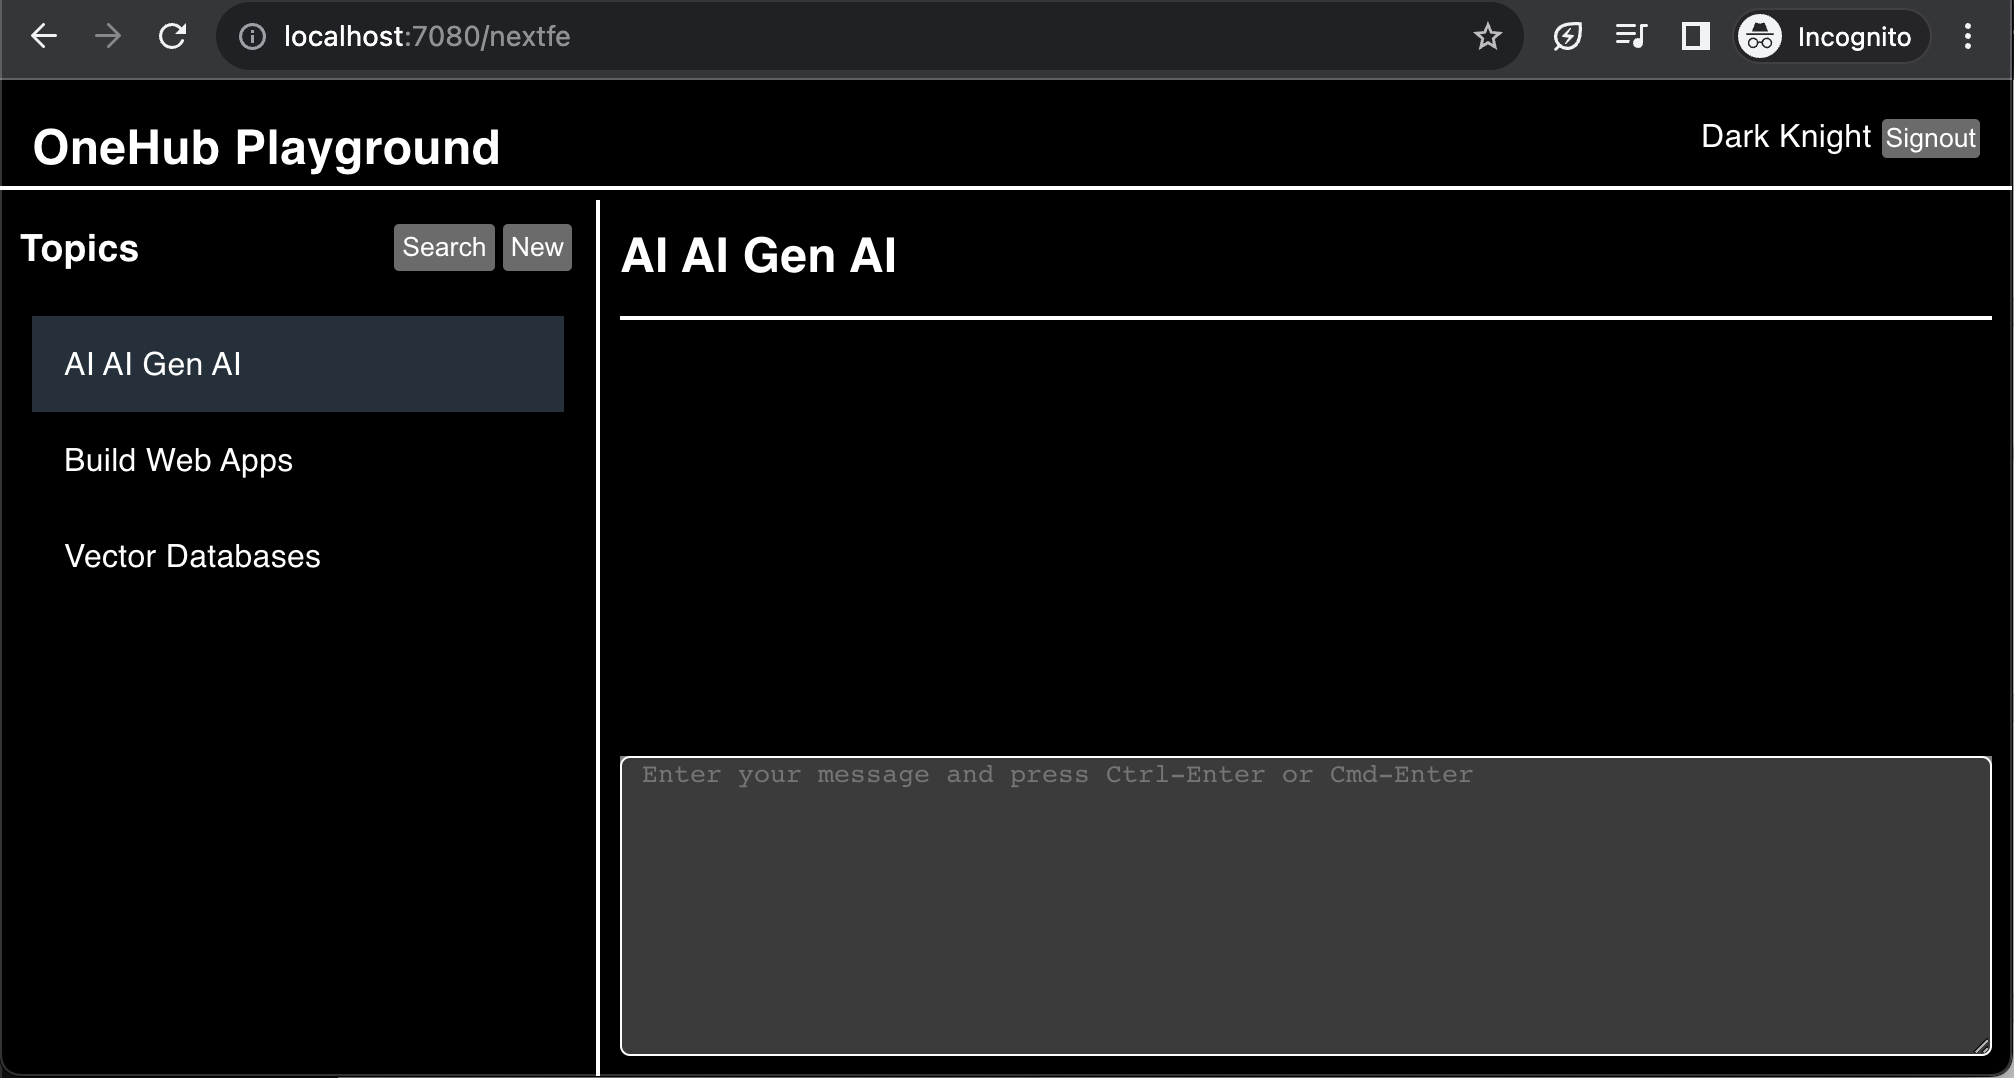 localhost:7080/nextfe
Incognito
OneHub Playground
Dark Knight Signout
Topics
Search New
AI AI Gen AI
Build Web Apps
Vector Databases
AI AI Gen AI
Enter your message and press Ctrl-Enter or Cmd-Enter